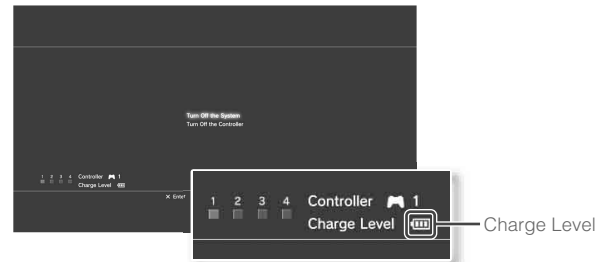 Turn Off the System
Turn Off the Controller
1 2 3 4 Controller 1
Charge Level
X Enter
1 2 3 4 Controller 1
Charge Level
Charge Level